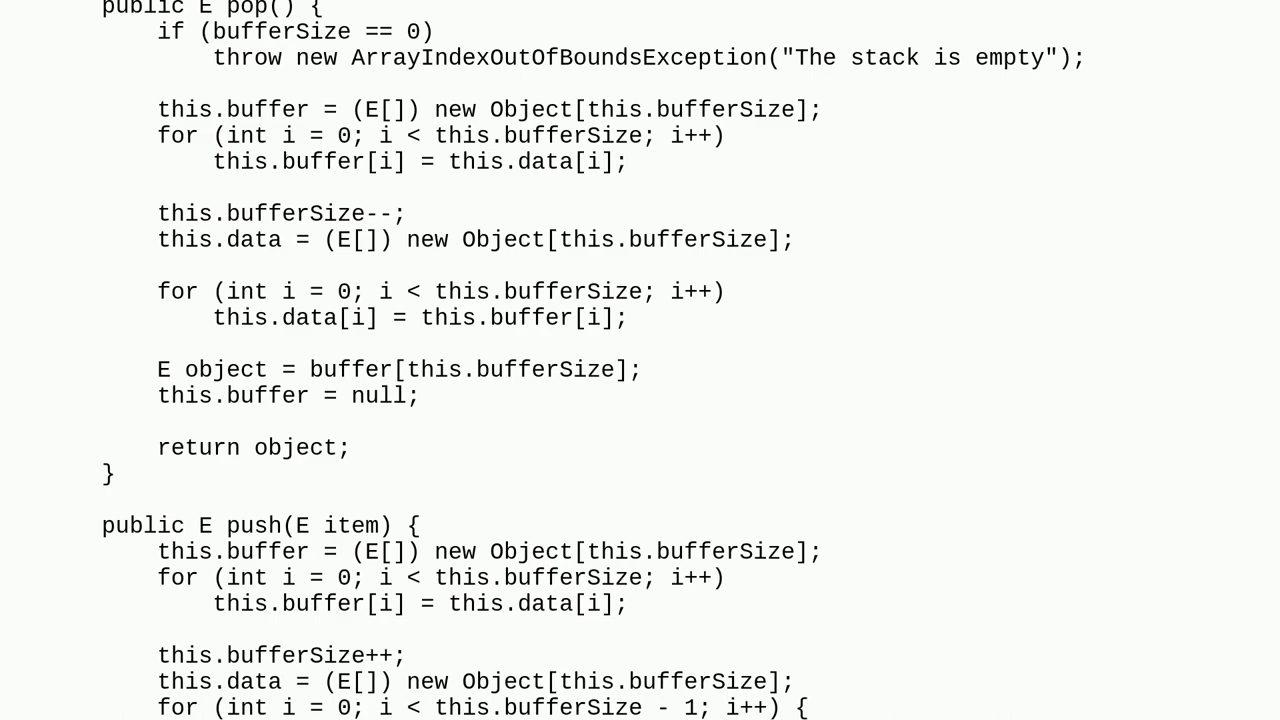 public E pop() {
if (bufferSize == 0)
throw new ArrayIndexOutOfBoundsException("The stack is empty");
this.buffer = (E[]) new Object[this.bufferSize];
for (int i = 0; i < this.bufferSize; i++)
this.buffer[i] = this.data[i];
this.bufferSize--;
this.data = (E[]) new Object[this.bufferSize];
for (int i = 0; i < this.bufferSize; i++)
this.data[i] = this.buffer[i];
E object = buffer[this.bufferSize];
this.buffer = null;
return object;
}
public E push(E item) {
this.buffer = (E[]) new Object[this.bufferSize];
for (int i = 0; i < this.bufferSize; i++)
this.buffer[i] = this.data[i];
this.bufferSize++;
this.data = (E[]) new Object[this.bufferSize];
for (int i = 0; i < this.bufferSize - 1; i++) {